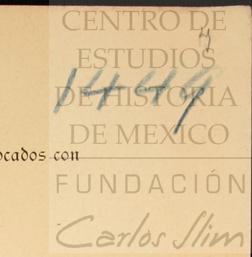 CENTRO DE
ESTUDIOS
DE HISTORIA
DE MEXICO
1449
ocados con
FUNDACIÓN
Carlos Slim